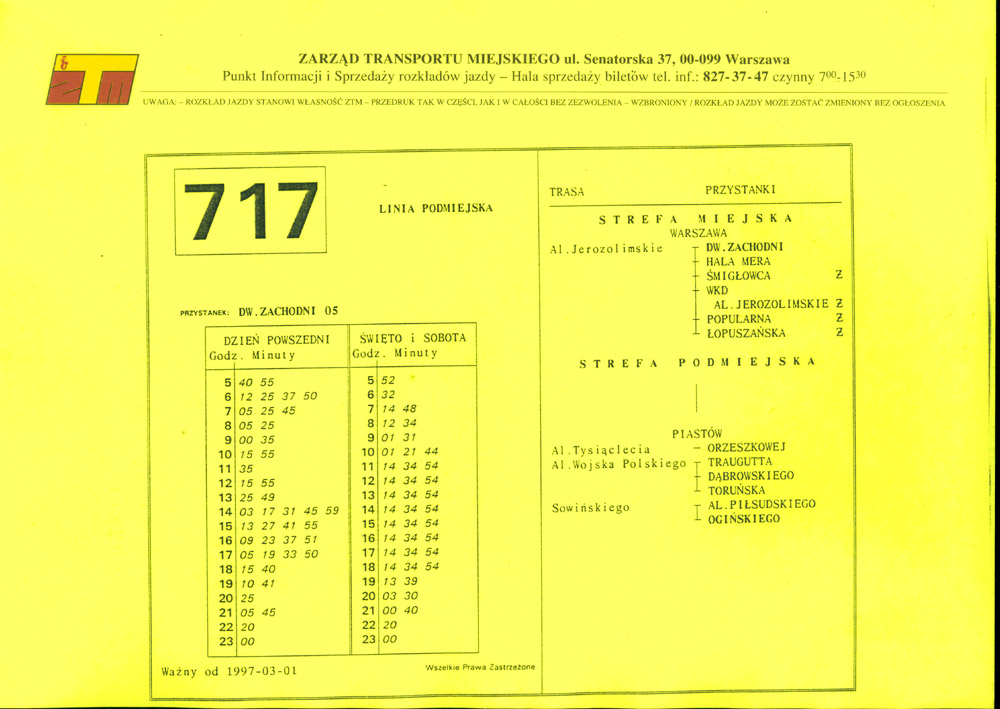 ZTM
ZARZĄD TRANSPORTU MIEJSKIEGO ul. Senatorska 37, 00-099 Warszawa
Punkt Informacji i Sprzedaży rozkładów jazdy – Hala sprzedaży biletów tel. inf.: 827-37-47 czynny 7⁰⁰-15³⁰
UWAGA: – ROZKŁAD JAZDY STANOWI WŁASNOŚĆ ZTM – PRZEDRUK TAK W CZĘŚCI, JAK I W CAŁOŚCI BEZ ZEZWOLENIA – WZBRONIONY / ROZKŁAD JAZDY MOŻE ZOSTAĆ ZMIENIONY BEZ OGŁOSZENIA
717
LINIA PODMIEJSKA
PRZYSTANEK: DW.ZACHODNI 05
DZIEŃ POWSZEDNI ŚWIĘTO i SOBOTA
Godz. Minuty Godz. Minuty
5 40 55 5 52
6 12 25 37 50 6 32
7 05 25 45 7 14 48
8 05 25 8 12 34
9 00 35 9 01 31
10 15 55 10 01 21 44
11 35 11 14 34 54
12 15 55 12 14 34 54
13 25 49 13 14 34 54
14 03 17 31 45 59 14 14 34 54
15 13 27 41 55 15 14 34 54
16 09 23 37 51 16 14 34 54
17 05 19 33 50 17 14 34 54
18 15 40 18 14 34 54
19 10 41 19 13 39
20 25 20 03 30
21 05 45 21 00 40
22 20 22 20
23 00 23 00
Ważny od 1997-03-01
Wszelkie Prawa Zastrzeżone
TRASA PRZYSTANKI
STREFA MIEJSKA
WARSZAWA
Al.Jerozolimskie DW.ZACHODNI
HALA MERA
ŚMIGŁOWCA Ż
WKD
AL.JEROZOLIMSKIE Ż
POPULARNA Ż
ŁOPUSZAŃSKA Ż
STREFA PODMIEJSKA
PIASTÓW
Al.Tysiąclecia ORZESZKOWEJ
Al.Wojska Polskiego TRAUGUTTA
DĄBROWSKIEGO
TORUŃSKA
Sowińskiego AL.PIŁSUDSKIEGO
OGIŃSKIEGO